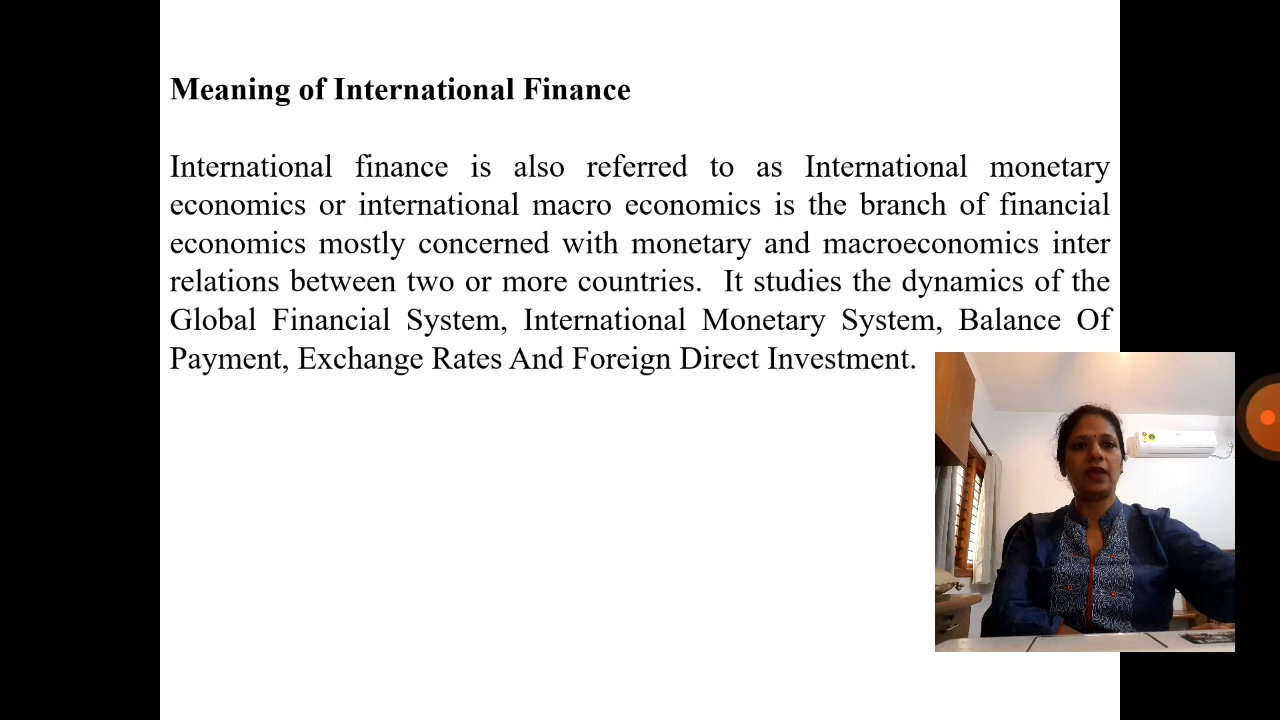 Meaning of International Finance
International finance is also referred to as International monetary
economics or international macro economics is the branch of financial
economics mostly concerned with monetary and macroeconomics inter
relations between two or more countries. It studies the dynamics of the
Global Financial System, International Monetary System, Balance Of
Payment, Exchange Rates And Foreign Direct Investment.